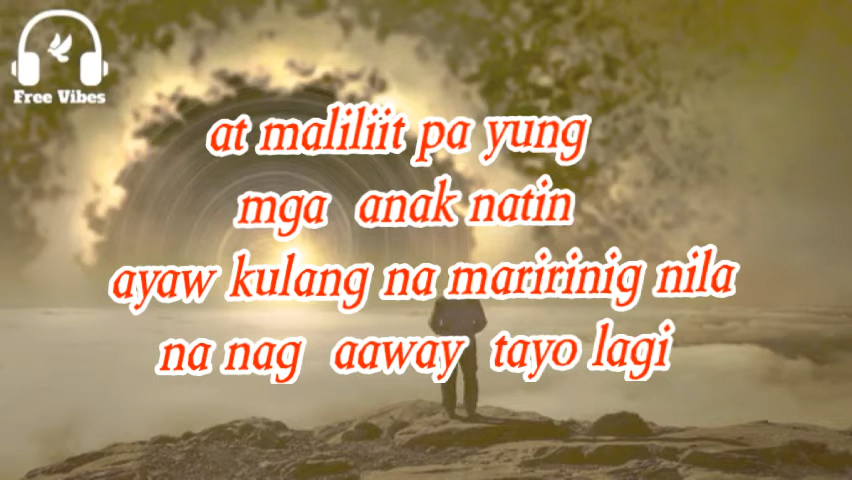 Free Vibes
at maliliit pa yung
mga anak natin
ayaw kulang na maririnig nila
na nag aaway tayo lagi